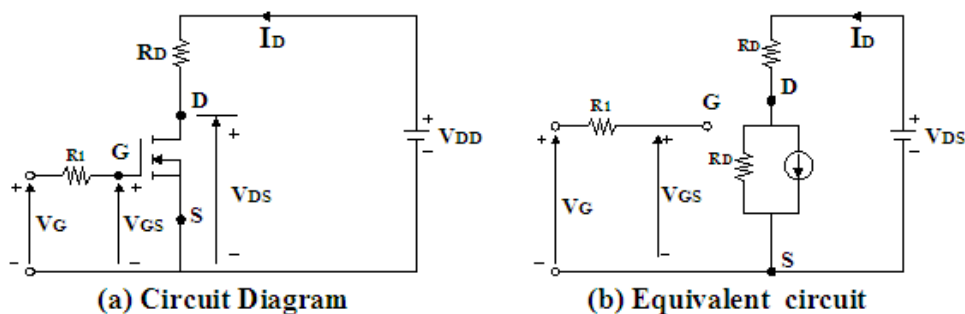 ID
RD
D
G
R1
S
VDD
VDS
VG
VGS
+
−
+
−
+
−
+
−
(a) Circuit Diagram
ID
RD
D
G
R1
RD
S
VDS
VG
VGS
+
−
+
−
+
−
(b) Equivalent circuit